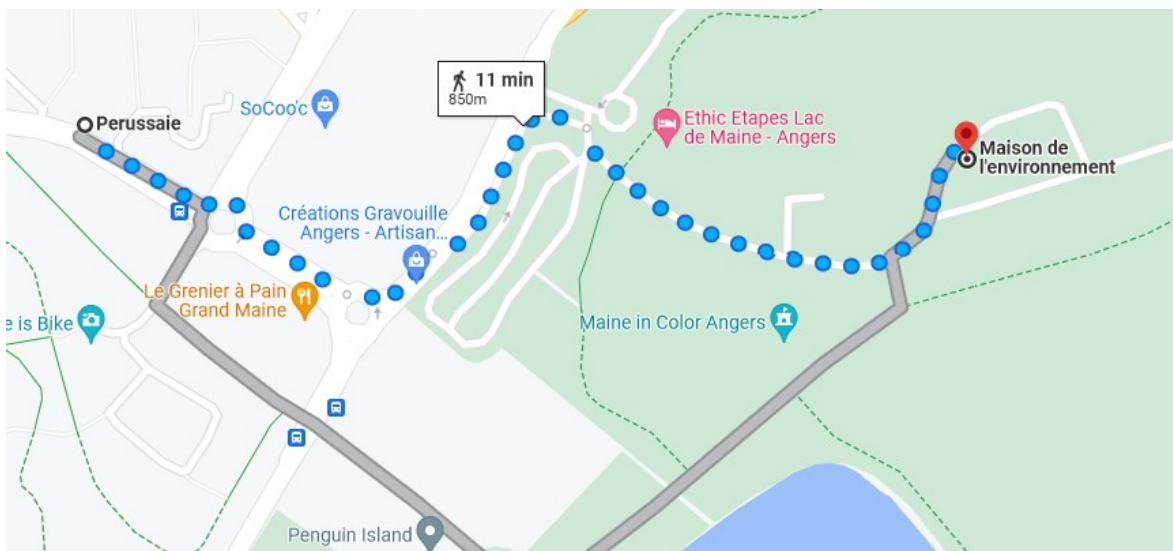 11 min
850m
SoCoo'c
Perussaie
Ethic Etapes Lac
de Maine - Angers
Maison de
l'environnement
Créations Gravouille
Angers - Artisan...
Le Grenier à Pain
Grand Maine
e is Bike
Maine in Color Angers
Penguin Island